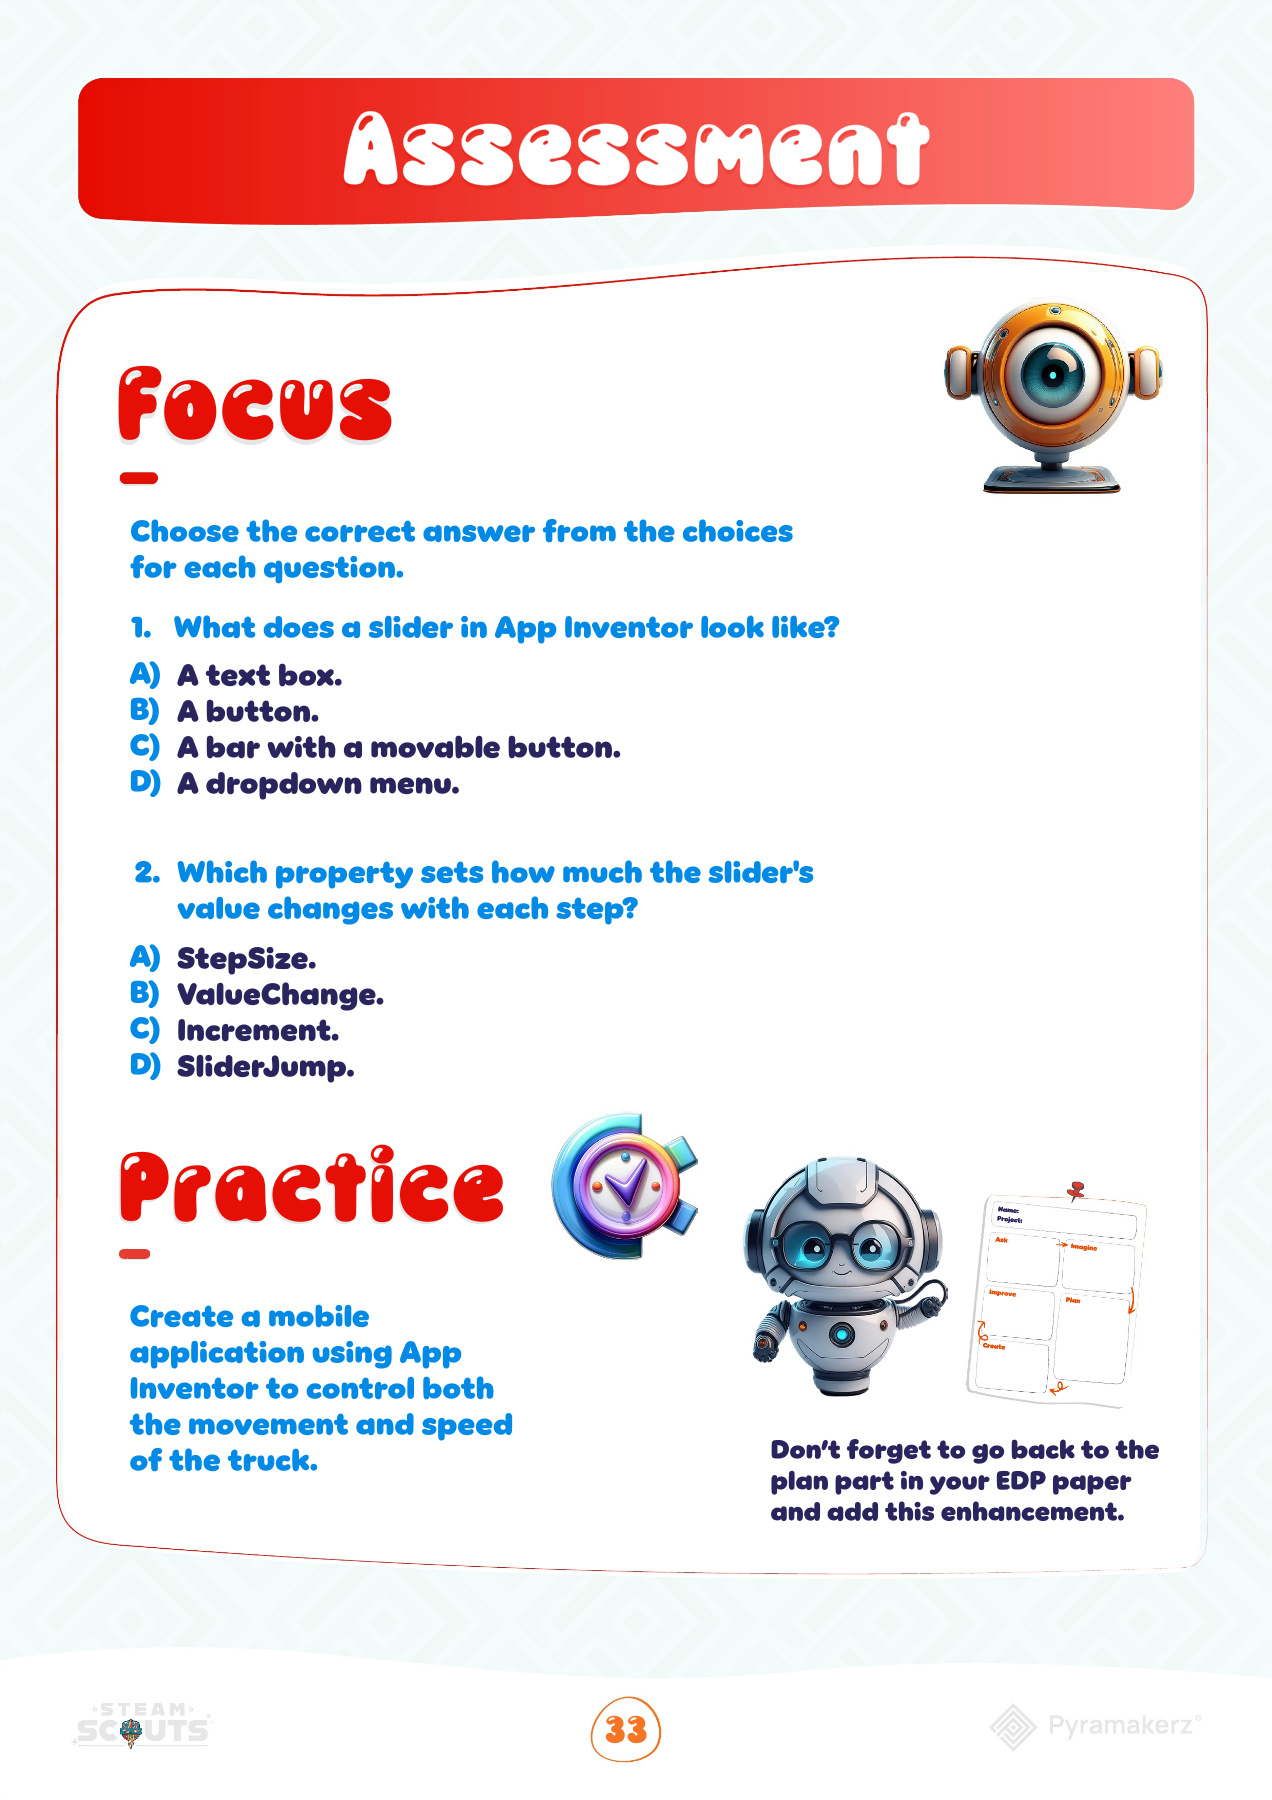 Assessment
Focus
Choose the correct answer from the choices
for each question.
1. What does a slider in App Inventor look like?
A) A text box.
B) A button.
C) A bar with a movable button.
D) A dropdown menu.
2. Which property sets how much the slider's
value changes with each step?
A) StepSize.
B) ValueChange.
C) Increment.
D) SliderJump.
Practice
Create a mobile
application using App
Inventor to control both
the movement and speed
of the truck.
Name:
Project:
Ask
Imagine
Improve
Plan
Create
Don't forget to go back to the
plan part in your EDP paper
and add this enhancement.
STEAM
SCOUTS
33
Pyramakerz